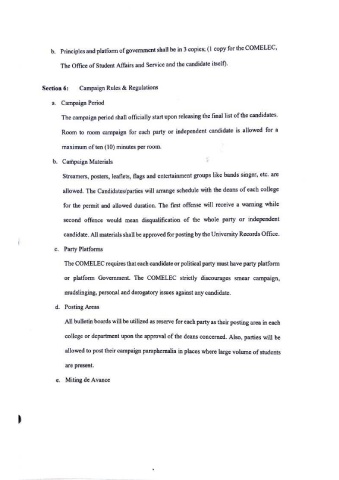 b. Principles and platform of government shall be in 3 copies; (1 copy for the COMELEC,
The Office of Student Affairs and Service and the candidate itself).
Section 6: Campaign Rules & Regulations
a. Campaign Period
The campaign period shall officially start upon releasing the final list of the candidates.
Room to room campaign for each party or independent candidate is allowed for a
maximum of ten (10) minutes per room.
b. Campaign Materials
Streamers, posters, leaflets, flags and entertainment groups like bands singer, etc. are
allowed. The Candidates/parties will arrange schedule with the deans of each college
for the permit and allowed duration. The first offense will receive a warning while
second offence would mean disqualification of the whole party or independent
candidate. All materials shall be approved for posting by the University Records Office.
c. Party Platforms
The COMELEC requires that each candidate or political party must have party platform
or platform Government. The COMELEC strictly discourages smear campaign,
mudslinging, personal and derogatory issues against any candidate.
d. Posting Areas
All bulletin boards will be utilized as reserve for each party as their posting area in each
college or department upon the approval of the deans concerned. Also, parties will be
allowed to post their campaign paraphernalia in places where large volume of students
are present.
e. Miting de Avance